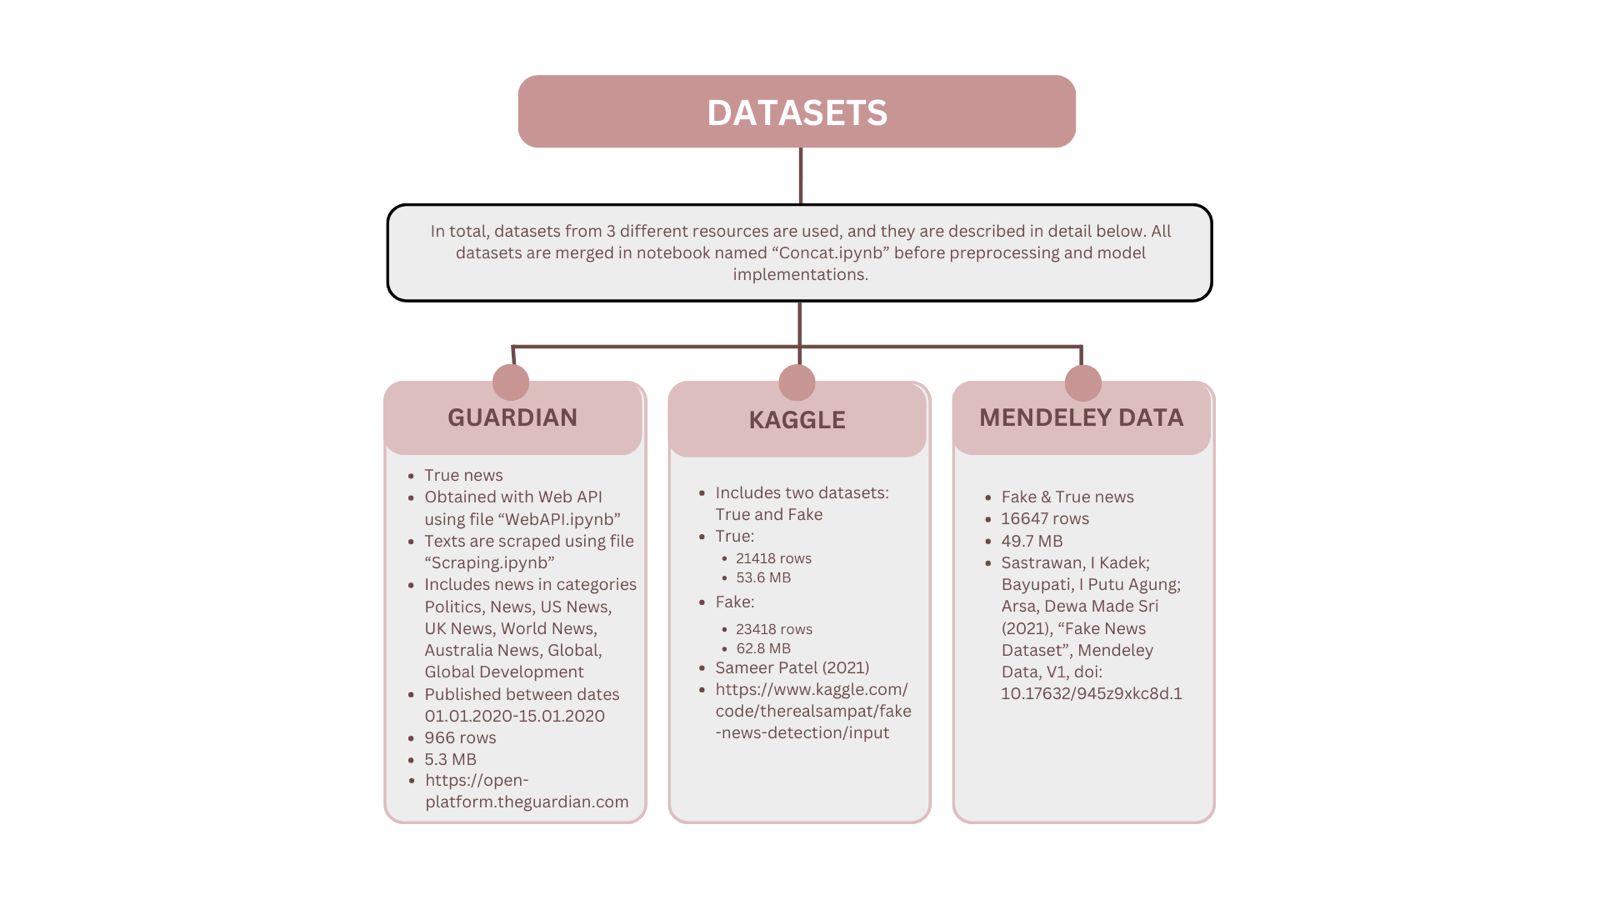 DATASETS
In total, datasets from 3 different resources are used, and they are described in detail below. All
datasets are merged in notebook named “Concat.ipynb” before preprocessing and model
implementations.
GUARDIAN
• True news
• Obtained with Web API
using file “WebAPI.ipynb”
• Texts are scraped using file
“Scraping.ipynb”
• Includes news in categories
Politics, News, US News,
UK News, World News,
Australia News, Global,
Global Development
• Published between dates
01.01.2020-15.01.2020
• 966 rows
• 5.3 MB
• https://open-
platform.theguardian.com
KAGGLE
• Includes two datasets:
True and Fake
• True:
• 21418 rows
• 53.6 MB
• Fake:
• 23418 rows
• 62.8 MB
• Sameer Patel (2021)
• https://www.kaggle.com/
code/therealsampat/fake
-news-detection/input
MENDELEY DATA
• Fake & True news
• 16647 rows
• 49.7 MB
• Sastrawan, I Kadek;
Bayupati, I Putu Agung;
Arsa, Dewa Made Sri
(2021), “Fake News
Dataset”, Mendeley
Data, V1, doi:
10.17632/945z9xkc8d.1